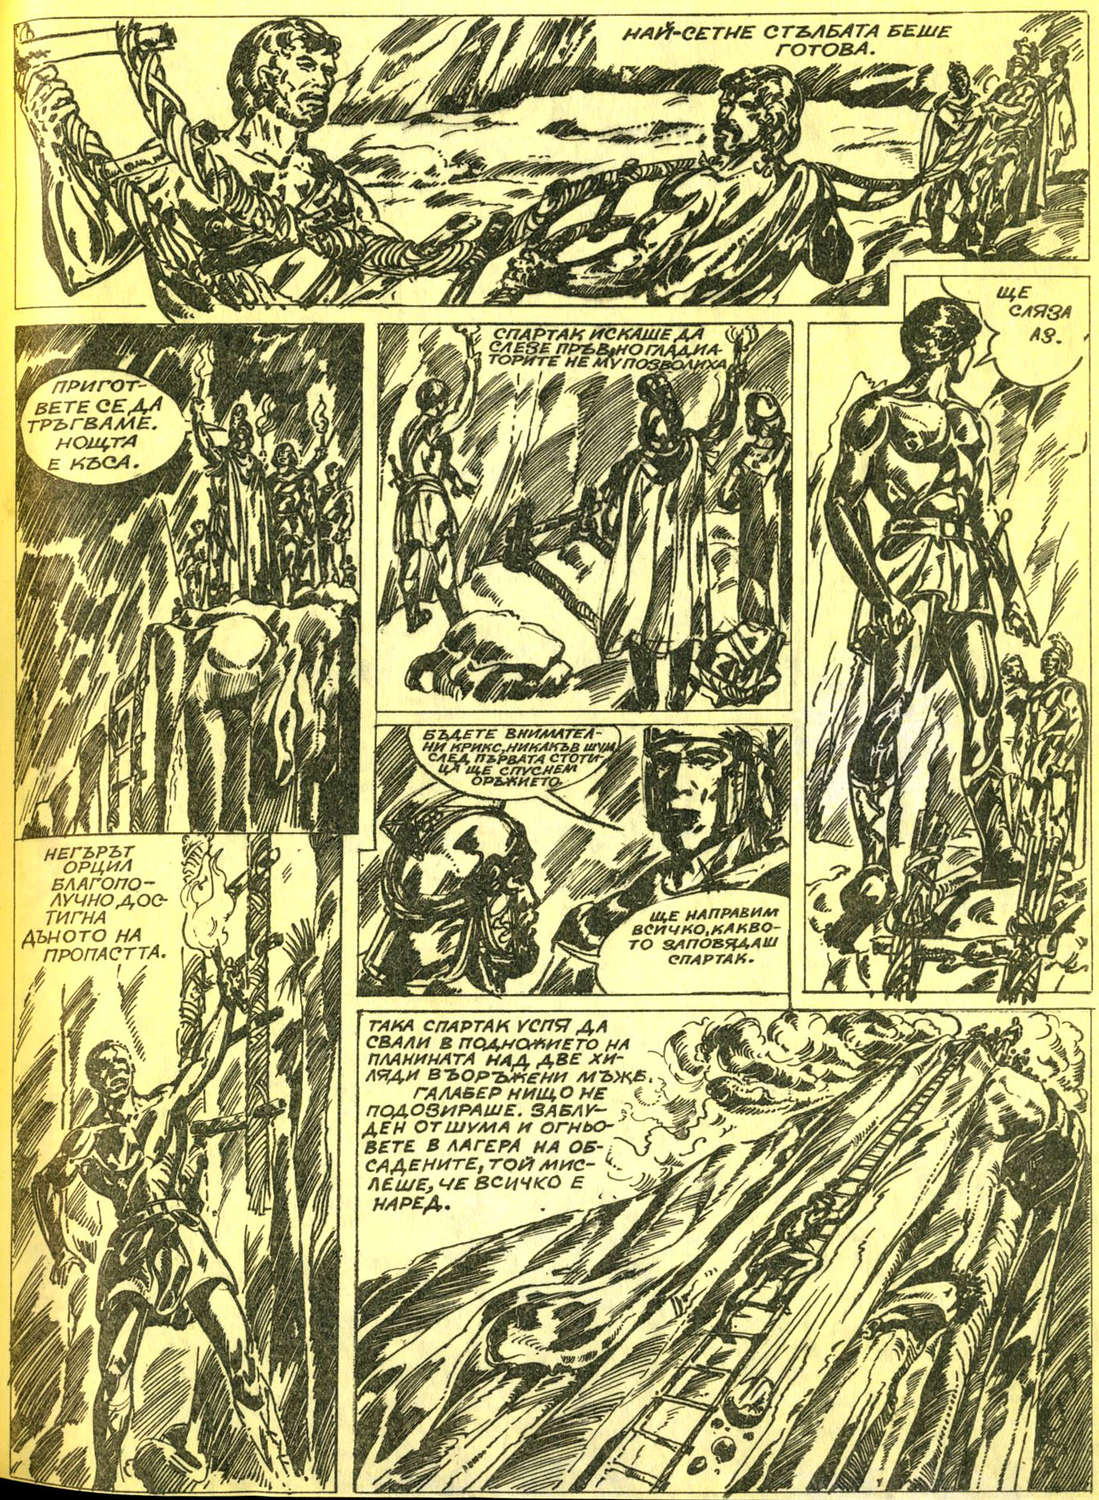 НАЙ-СЕТНЕ СТЪЛБАТА БЕШЕ
ГОТОВА.
ПРИГОТ-
ВЕТЕ СЕ ДА
ТРЪГВАМЕ.
НОЩТА
Е КЪСА.
СПАРТАК ИСКАШЕ ДА
СЛЕЗЕ ПРЪВ, НО ГЛАДИА-
ТОРИТЕ НЕ МУ ПОЗВОЛИХА
ЩЕ
СЛЯЗА
АЗ.
БЪДЕТЕ ВНИМАТЕЛ-
НИ КРИКС, НИКАКЪВ ШУМ.
СЛЕД ПЪРВАТА СТОТИ-
ЦА ЩЕ СПУСНЕМ
ОРЪЖИЕТО.
ЩЕ НАПРАВИМ
ВСИЧКО, КАКВО-
ТО ЗАПОВЯДАШ
СПАРТАК.
НЕГЪРЪТ
ОРЦИЛ
БЛАГОПО-
ЛУЧНО ДОС-
ТИГНА
ДЪНОТО НА
ПРОПАСТТА.
ТАКА СПАРТАК УСПЯ ДА
СВАЛИ В ПОДНОЖИЕТО НА
ПЛАНИНАТА НАД ДВЕ ХИ-
ЛЯДИ ВЪОРЪЖЕНИ МЪЖЕ.
ГАЛАБЕР НИЩО НЕ
ПОДОЗИРАШЕ. ЗАБЛУ-
ДЕН ОТ ШУМА И ОГНЬО-
ВЕТЕ В ЛАГЕРА НА ОБ-
САДЕНИТЕ, ТОЙ МИС-
ЛЕШЕ, ЧЕ ВСИЧКО Е
НАРЕД.